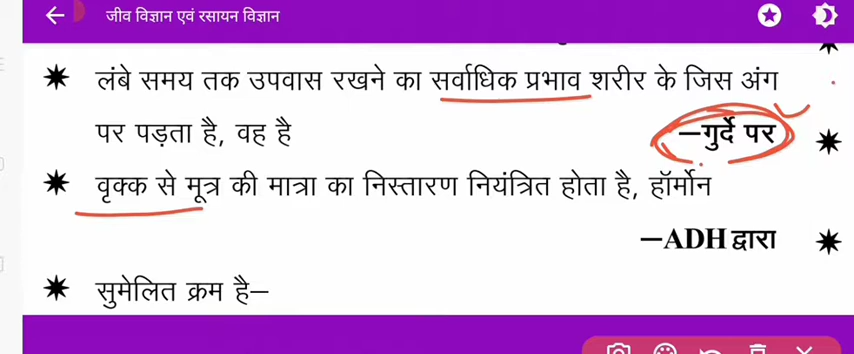 जीव विज्ञान एवं रसायन विज्ञान
लंबे समय तक उपवास रखने का सर्वाधिक प्रभाव शरीर के जिस अंग
पर पड़ता है, वह है —गुर्दे पर
वृक्क से मूत्र की मात्रा का निस्तारण नियंत्रित होता है, हॉर्मोन
—ADH द्वारा
सुमेलित क्रम है—